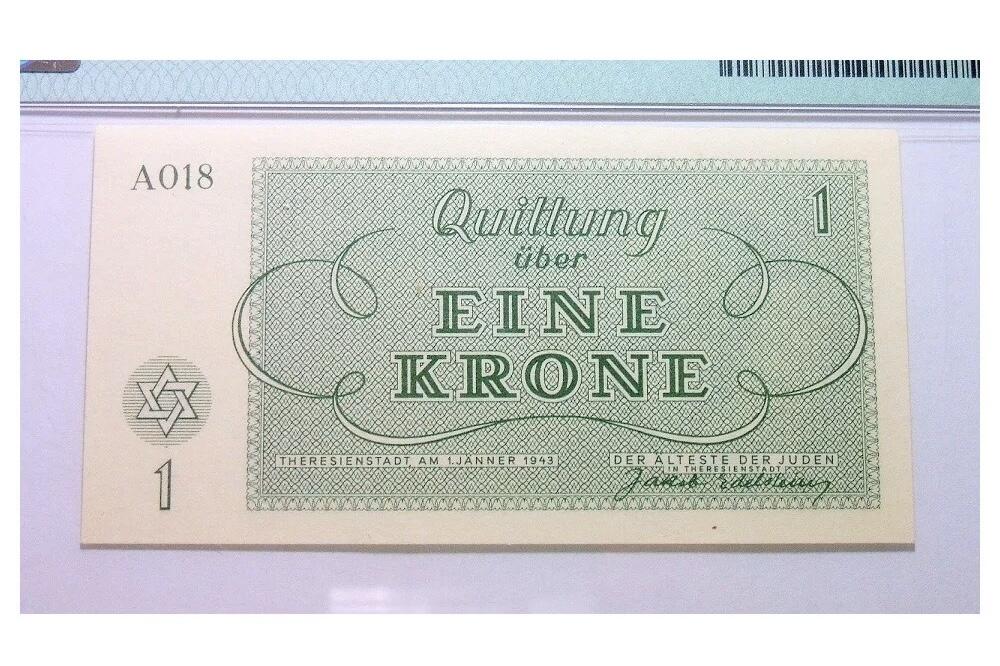 A018
1
Quittung
über
EINE
KRONE
1
THERESIENSTADT, AM 1.JÄNNER 1943
DER ÄLTESTE DER JUDEN
IN THERESIENSTADT
Jakob Edelstein